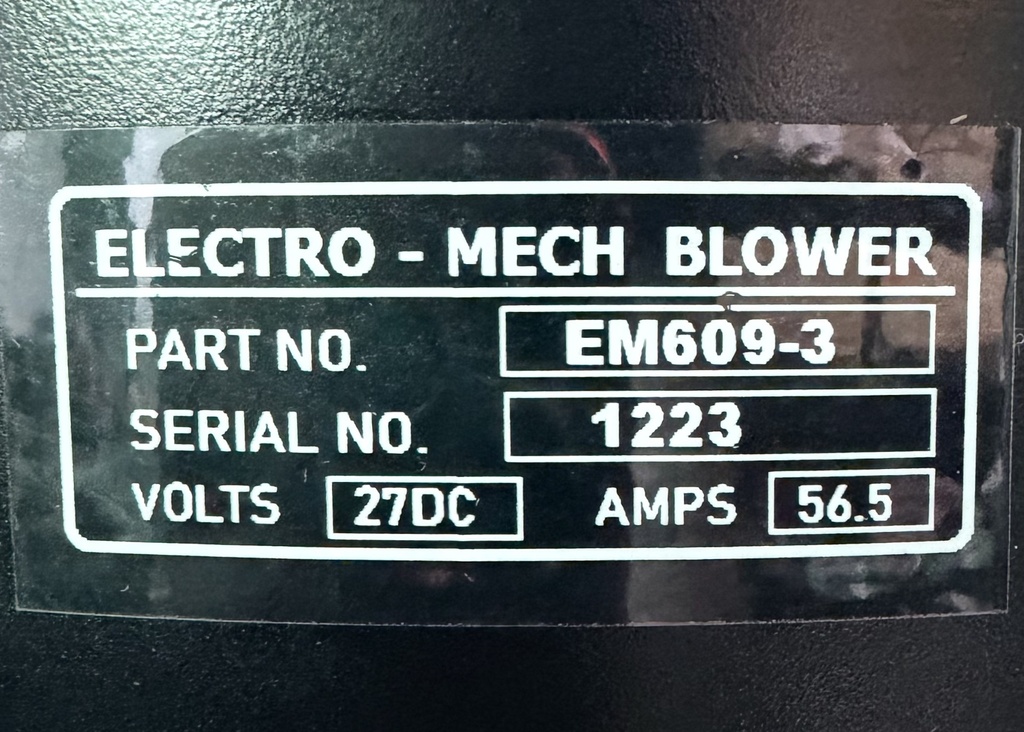 ELECTRO - MECH BLOWER
PART NO. EM609-3
SERIAL NO. 1223
VOLTS 27DC AMPS 56.5